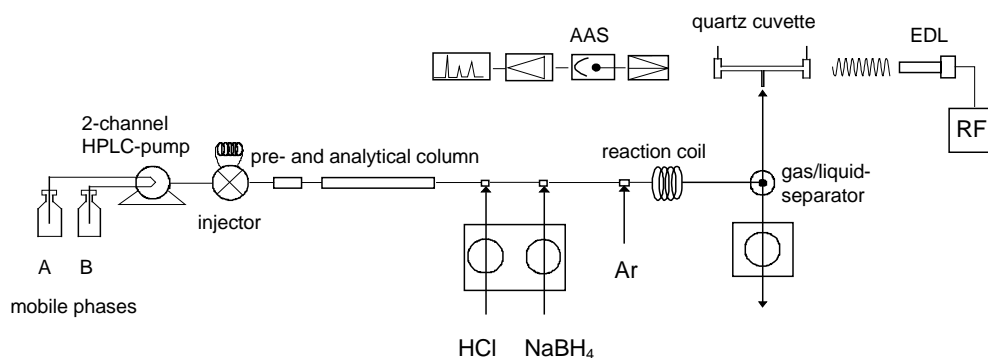 quartz cuvette
AAS
EDL
RF
2-channel
HPLC-pump
pre- and analytical column
reaction coil
gas/liquid-
separator
injector
A
B
Ar
mobile phases
HCl
NaBH4